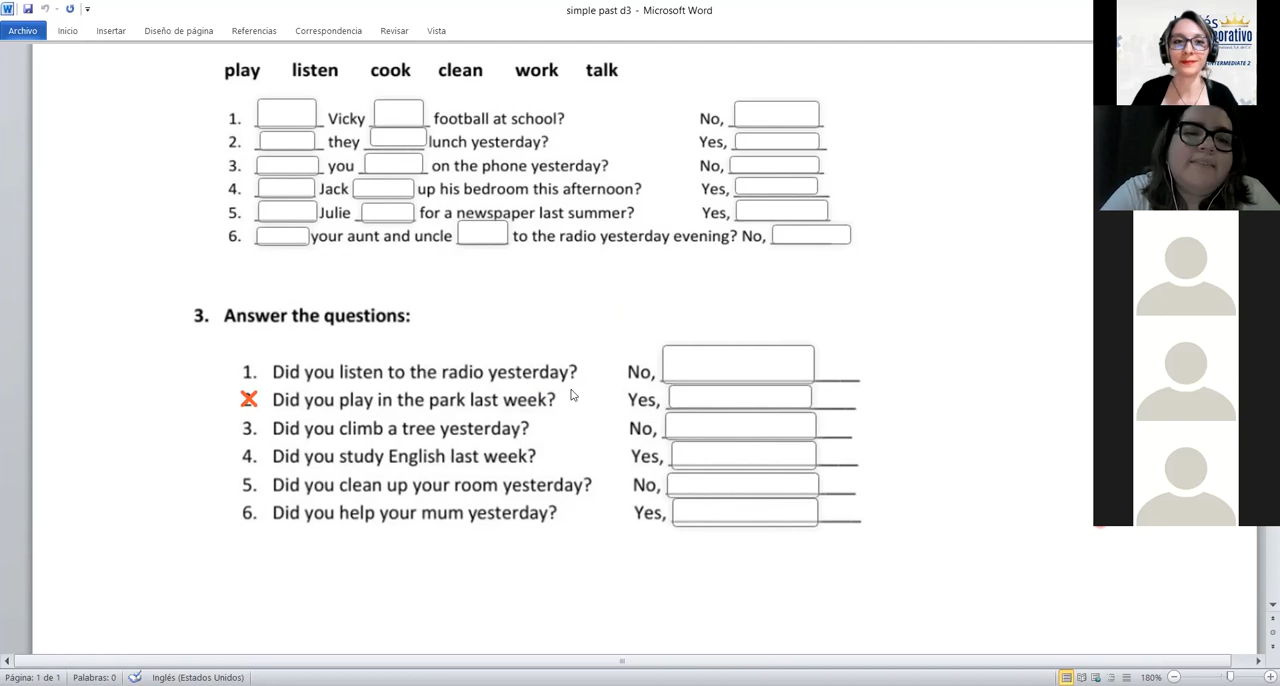 simple past d3 - Microsoft Word
Archivo Inicio Insertar Diseño de página Referencias Correspondencia Revisar Vista
play listen cook clean work talk
1. Vicky football at school? No,
2. they lunch yesterday? Yes,
3. you on the phone yesterday? No,
4. Jack up his bedroom this afternoon? Yes,
5. Julie for a newspaper last summer? Yes,
6. your aunt and uncle to the radio yesterday evening? No,
3. Answer the questions:
1. Did you listen to the radio yesterday? No,
Did you play in the park last week? Yes,
3. Did you climb a tree yesterday? No,
4. Did you study English last week? Yes,
5. Did you clean up your room yesterday? No,
6. Did you help your mum yesterday? Yes,
INTERMEDIATE 2
Página: 1 de 1 Palabras: 0 Inglés (Estados Unidos) 180%